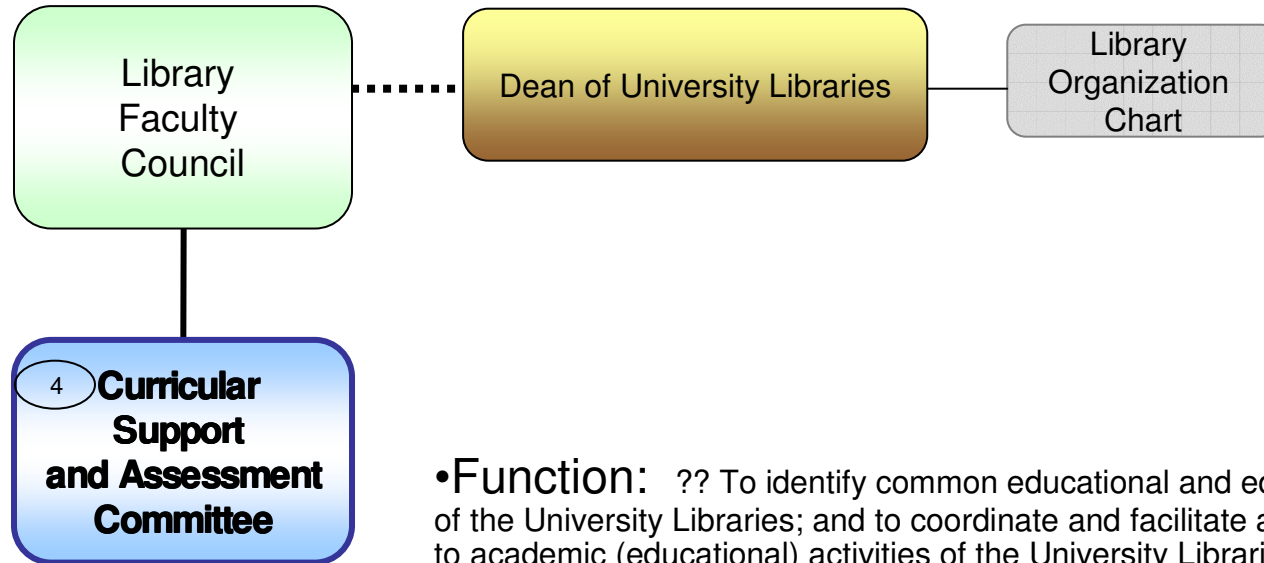 Library
Faculty
Council
Dean of University Libraries
Library
Organization
Chart
4
Curricular
Support
and Assessment
Committee
•Function: ?? To identify common educational and
of the University Libraries; and to coordinate and facilitate
to academic (educational) activities of the University